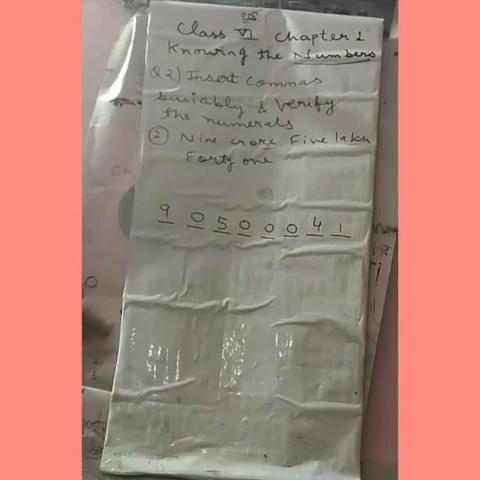 Class VI Chapter 1
Knowing the Numbers
Q2) Insert Commas
Suviably & Verify
the numerals
② Nine crore Five lakh
Forty one
9 0 5 0 0 0 4 1